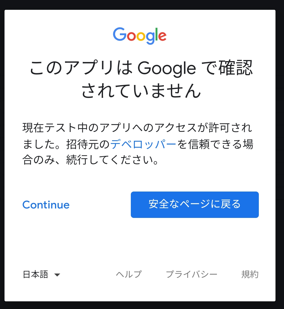 Google
このアプリは Google で確認
されていません
現在テスト中のアプリへのアクセスが許可され
ました。招待元のデベロッパーを信頼できる場
合のみ、続行してください。
Continue
安全なページに戻る
日本語
ヘルプ
プライバシー
規約